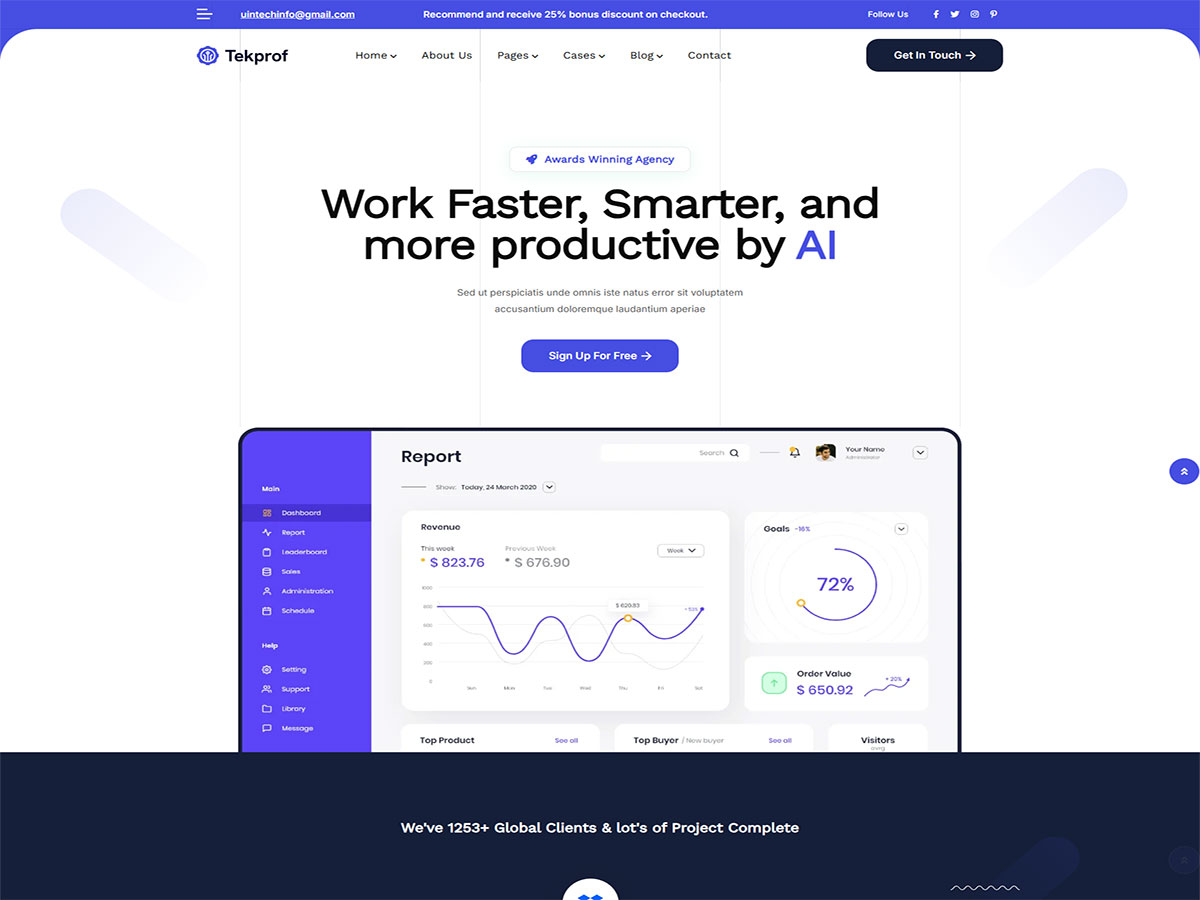 uintechinfo@gmail.com
Recommend and receive 25% bonus discount on checkout.
Follow Us
Tekprof
Home
About Us
Pages
Cases
Blog
Contact
Get In Touch →
Awards Winning Agency
Work Faster, Smarter, and
more productive by AI
Sed ut perspiciatis unde omnis iste natus error sit voluptatem
accusantium doloremque laudantium aperiae
Sign Up For Free →
Report
Search
Your Name
Administrator
Show: Today, 24 March 2020
Main
Dashboard
Report
Leaderboard
Sales
Administration
Schedule
Help
Setting
Support
Library
Message
Revenue
This week
$ 823.76
Previous Week
$ 676.90
Week
1000
800
600
400
200
0
$ 620.83
+ 53%
Sun Mon Tue Wed Thu Fri Sat
Goals -16%
72%
Order Value
$ 650.92
+ 20%
Top Product
See all
Top Buyer / New buyer
See all
Visitors
We've 1253+ Global Clients & lot's of Project Complete